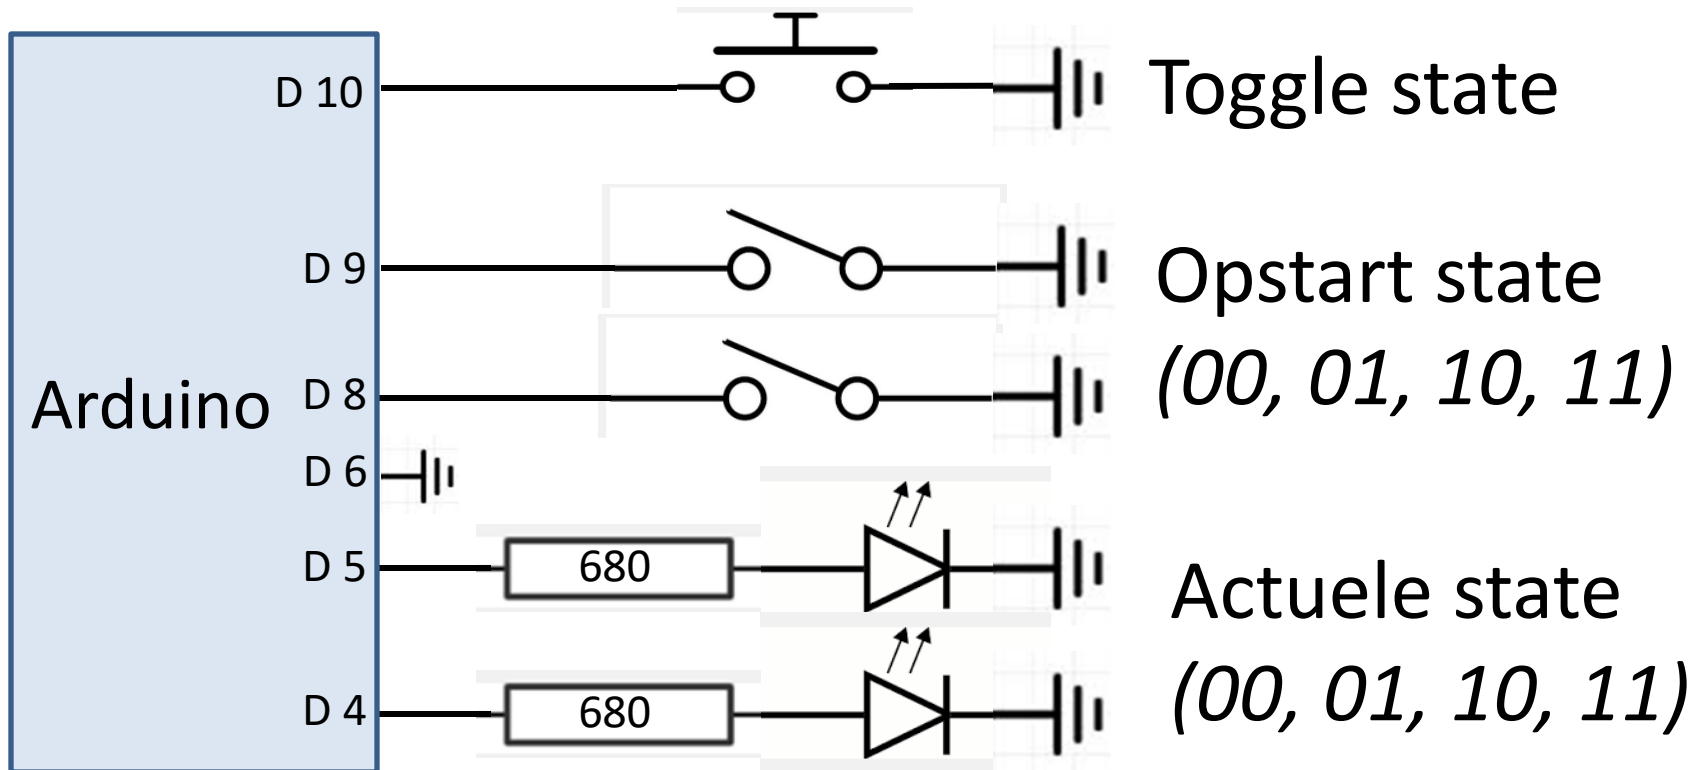 D 10
Toggle state
D 9
Opstart state
(00, 01, 10, 11)
D 8
Arduino
D 6
D 5
680
Actuele state
(00, 01, 10, 11)
D 4
680